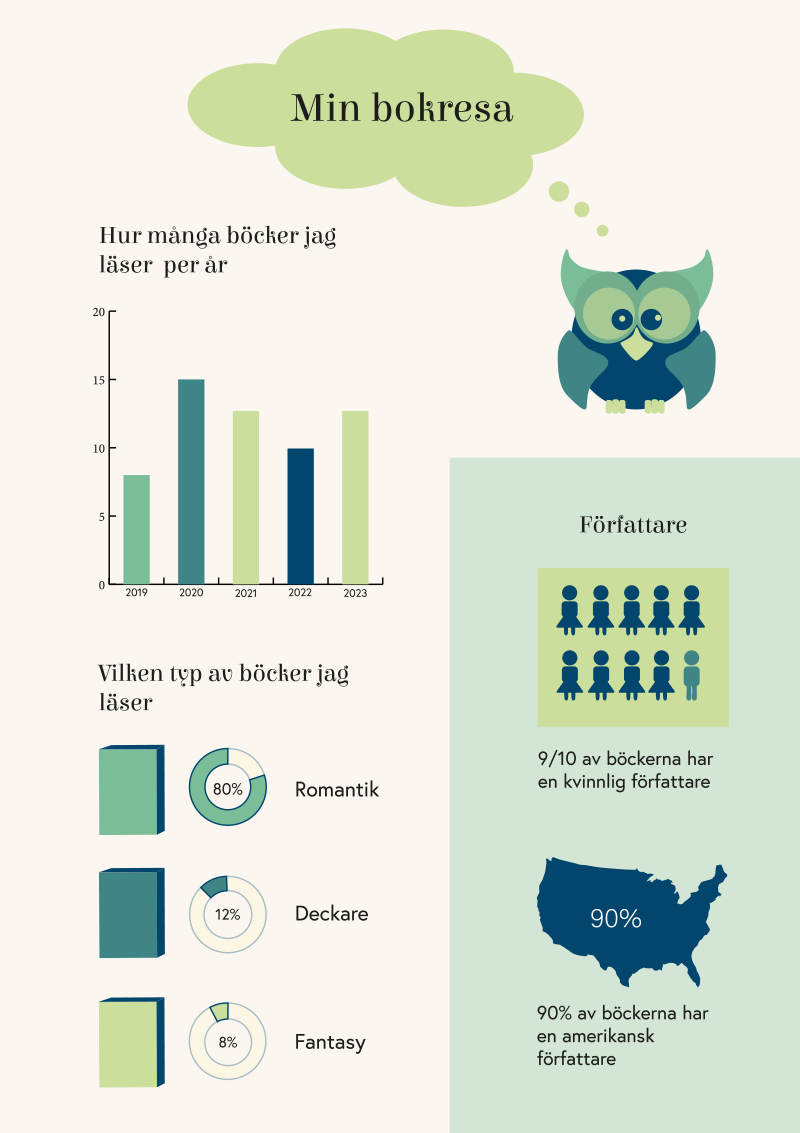 Min bokresa
Hur många böcker jag
läser per år
20
15
10
5
0
2019
2020
2021
2022
2023
Vilken typ av böcker jag
läser
80%
Romantik
12%
Deckare
8%
Fantasy
Författare
9/10 av böckerna har
en kvinnlig författare
90%
90% av böckerna har
en amerikansk
författare